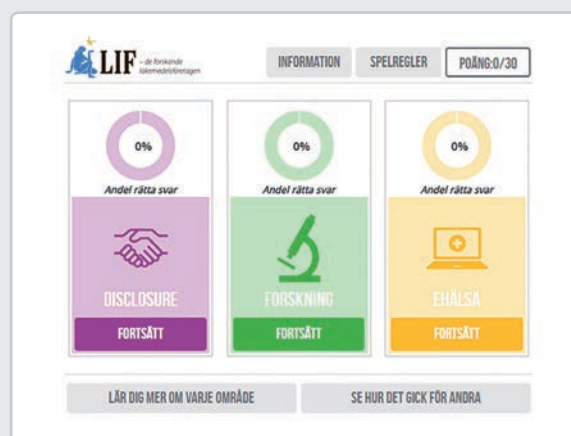 LIF – de forskande
läkemedelsföretagen
INFORMATION
SPELREGLER
POÄNG:0/30
0%
Andel rätta svar
DISCLOSURE
FORTSÄTT
0%
Andel rätta svar
FORSKNING
FORTSÄTT
0%
Andel rätta svar
EHÄLSA
FORTSÄTT
LÄR DIG MER OM VARJE OMRÅDE
SE HUR DET GICK FÖR ANDRA